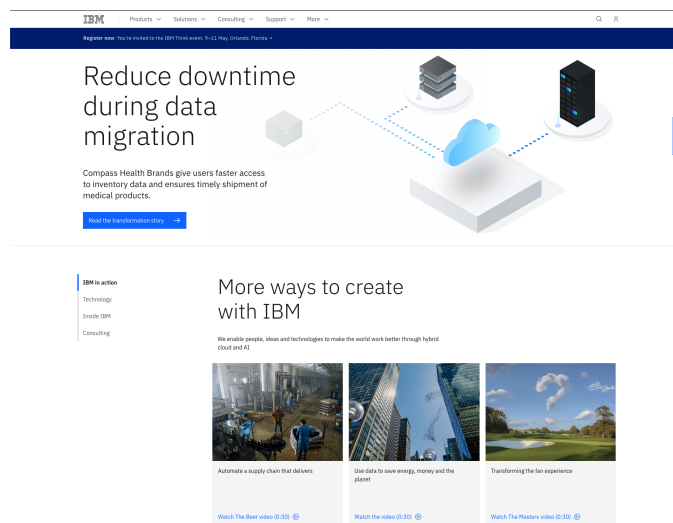 IBM Products Solutions Consulting Support More
Register now: You're invited to the IBM Think event, 9–11 May, Orlando, Florida →
Reduce downtime
during data
migration
Compass Health Brands give users faster access
to inventory data and ensures timely shipment of
medical products.
Read the transformation story →
IBM in action
Technology
Inside IBM
Consulting
More ways to create
with IBM
We enable people, ideas and technologies to make the world work better through hybrid
cloud and AI
Automate a supply chain that delivers
Use data to save energy, money and the
planet
Transforming the fan experience
Watch The Beer video (0:30)
Watch the video (0:30)
Watch The Masters video (0:30)